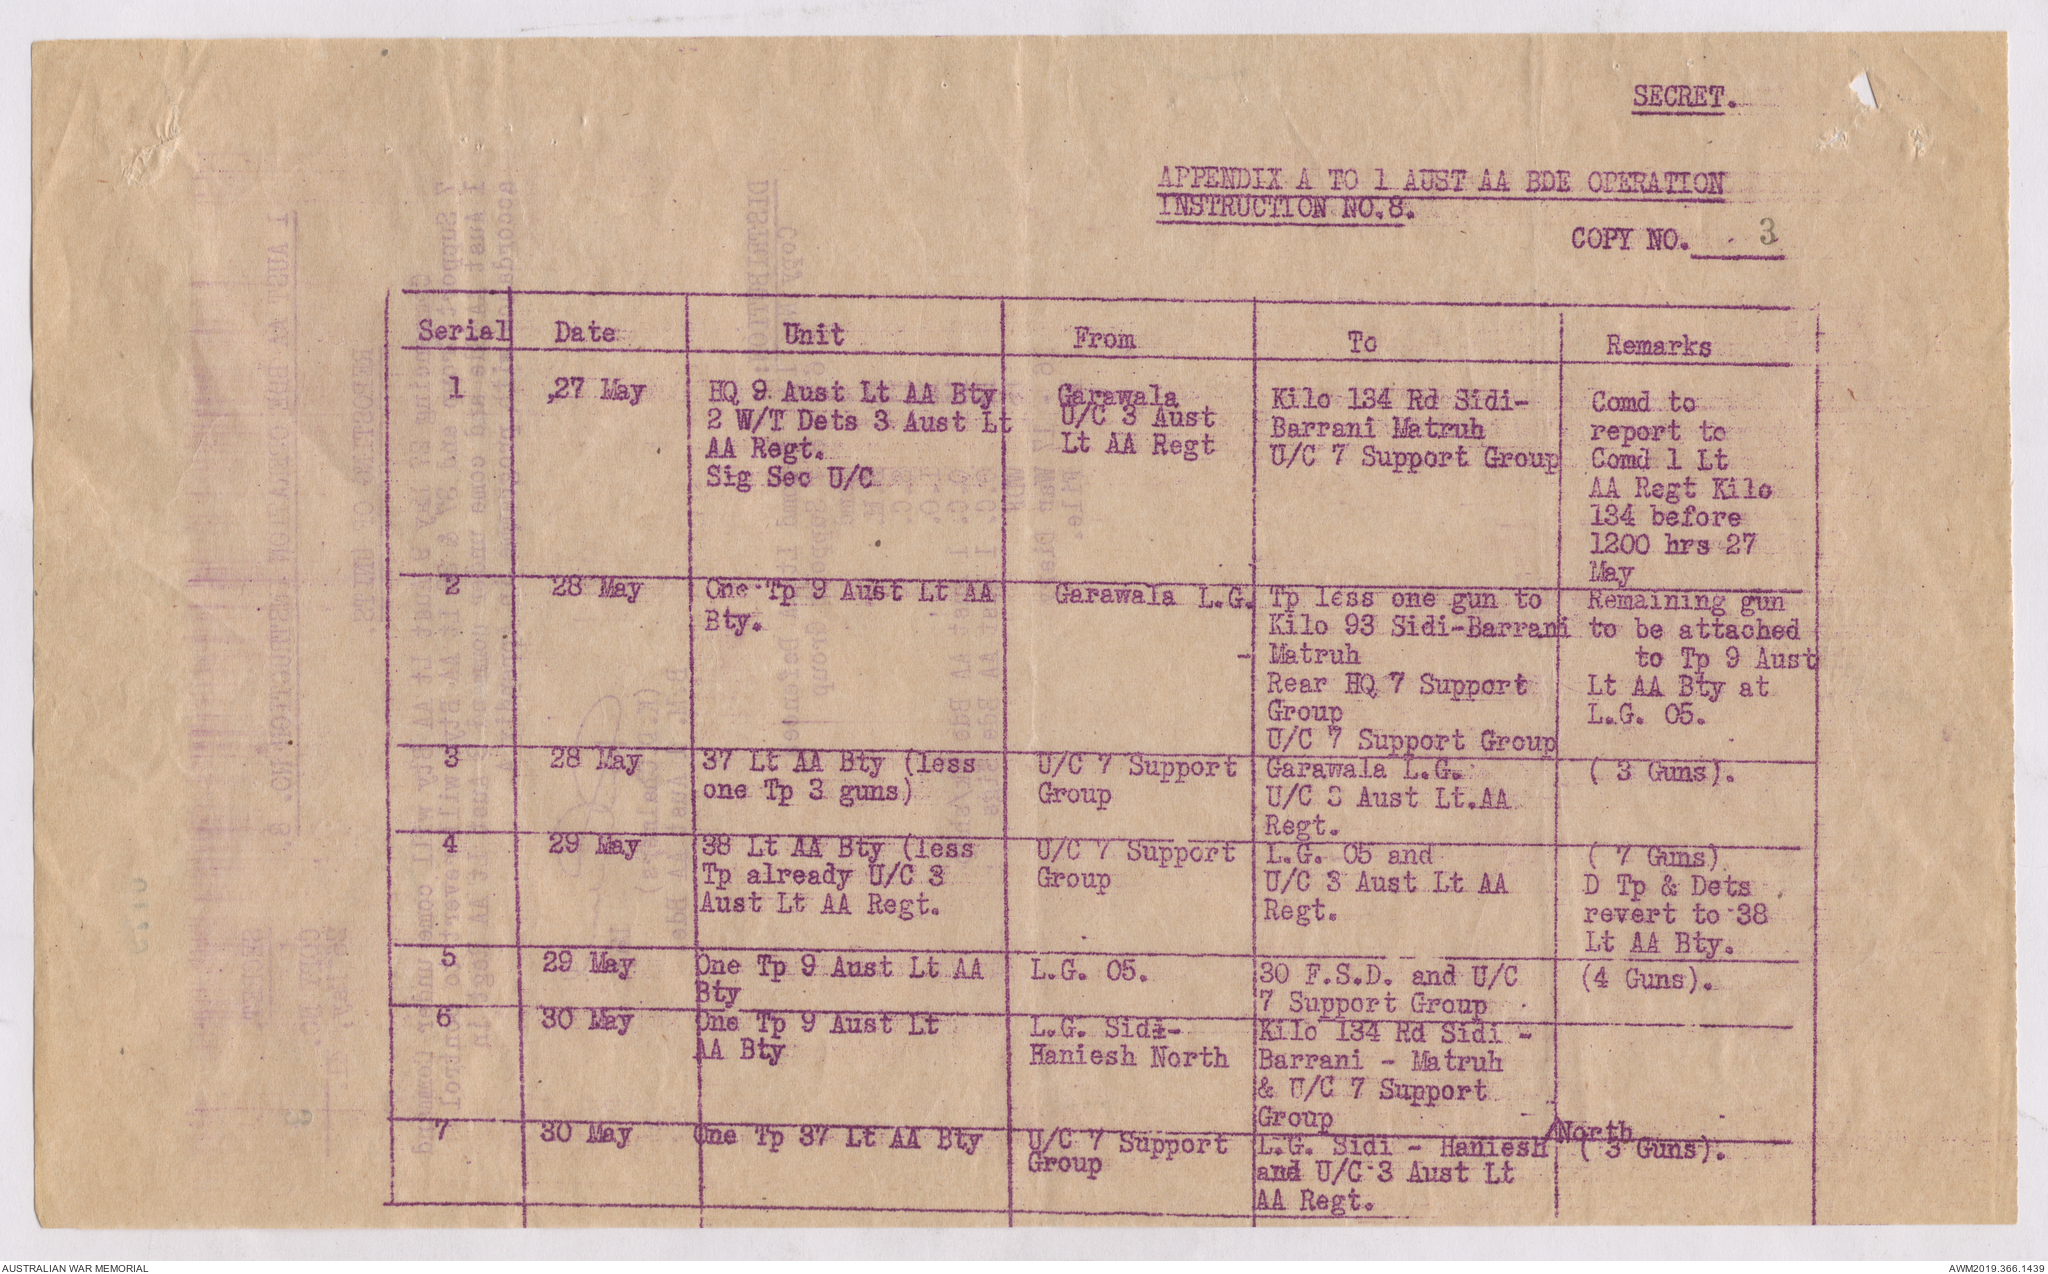 SECRET.
APPENDIX A TO 1 AUST AA BDE OPERATION
INSTRUCTION NO.8.
COPY NO. 3
Serial Date Unit From To Remarks
1 27 May
HQ 9 Aust Lt AA Bty
2 W/T Dets 3 Aust Lt
AA Regt.
Sig Sec U/C
Garawala
U/C 3 Aust
Lt AA Regt
Kilo 134 Rd Sidi-
Barrani Matruh
U/C 7 Support Group
Comd to
report to
Comd 1 Lt
AA Regt Kilo
134 before
1200 hrs 27
May
2 28 May
One Tp 9 Aust Lt AA
Bty.
Garawala L.G.
Tp less one gun to
Kilo 93 Sidi-Barrani
- Matruh
Rear HQ 7 Support
Group
U/C 7 Support Group
Remaining gun
to be attached
to Tp 9 Aust
Lt AA Bty at
L.G. 05.
3 28 May
37 Lt AA Bty (less
one Tp 3 guns)
U/C 7 Support
Group
Garawala L.G.
U/C 3 Aust Lt.AA
Regt.
( 3 Guns).
4 29 May
38 Lt AA Bty (less
Tp already U/C 3
Aust Lt AA Regt.
U/C 7 Support
Group
L.G. 05 and
U/C 3 Aust Lt AA
Regt.
( 7 Guns)
D Tp & Dets
revert to 38
Lt AA Bty.
5 29 May
One Tp 9 Aust Lt AA
Bty
L.G. 05.
30 F.S.D. and U/C
7 Support Group
(4 Guns).
6 30 May
One Tp 9 Aust Lt
AA Bty
L.G. Sidi-
Haniesh North
Kilo 134 Rd Sidi -
Barrani - Matruh
& U/C 7 Support
Group
7 30 May
One Tp 37 Lt AA Bty
U/C 7 Support
Group
/North
L.G. Sidi - Haniesh
and U/C 3 Aust Lt
AA Regt.
( 3 Guns).
AUSTRALIAN WAR MEMORIAL
AWM2019.366.1439